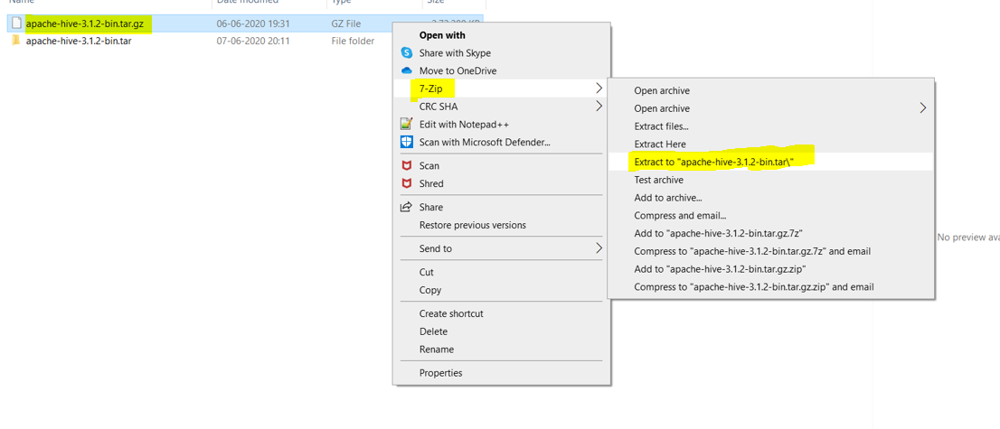 Name Date modified Type Size
apache-hive-3.1.2-bin.tar.gz 06-06-2020 19:31 GZ File
apache-hive-3.1.2-bin.tar 07-06-2020 20:11 File folder
Open with
Share with Skype
Move to OneDrive
7-Zip
CRC SHA
Edit with Notepad++
Scan with Microsoft Defender...
Scan
Shred
Share
Restore previous versions
Send to
Cut
Copy
Create shortcut
Delete
Rename
Properties
Open archive
Open archive
Extract files...
Extract Here
Extract to "apache-hive-3.1.2-bin.tar\"
Test archive
Add to archive...
Compress and email...
Add to "apache-hive-3.1.2-bin.tar.gz.7z"
Compress to "apache-hive-3.1.2-bin.tar.gz.7z" and email
Add to "apache-hive-3.1.2-bin.tar.gz.zip"
Compress to "apache-hive-3.1.2-bin.tar.gz.zip" and email
No preview ava